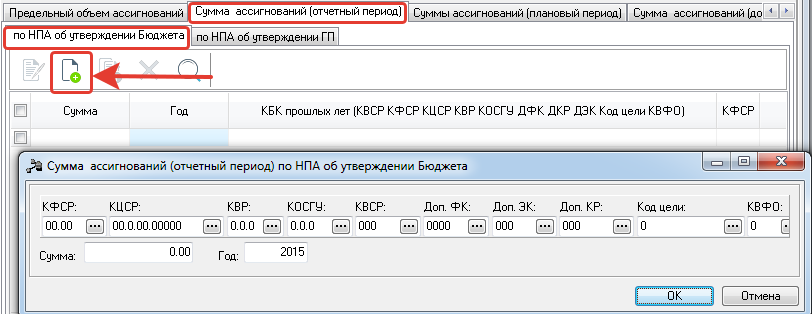 Предельный объем ассигнований Сумма ассигнований (отчетный период) Суммы ассигнований (плановый период) Сумма ассигнований (до
по НПА об утверждении Бюджета по НПА об утверждении ГП
Сумма Год КБК прошлых лет (КВСР КФСР КЦСР КВР КОСГУ ДФК ДКР ДЭК Код цели КВФО) КФСР
Сумма ассигнований (отчетный период) по НПА об утверждении Бюджета
КФСР: КЦСР: КВР: КОСГУ: КВСР: Доп. ФК: Доп. ЭК: Доп. КР: Код цели: КВФО:
00.00 ... 00.0.00.00000 ... 0.0.0 ... 0.0.0 ... 000 ... 0000 ... 000 ... 000 ... 0 ... 0 ...
Сумма: 0.00 Год: 2015
OK Отмена